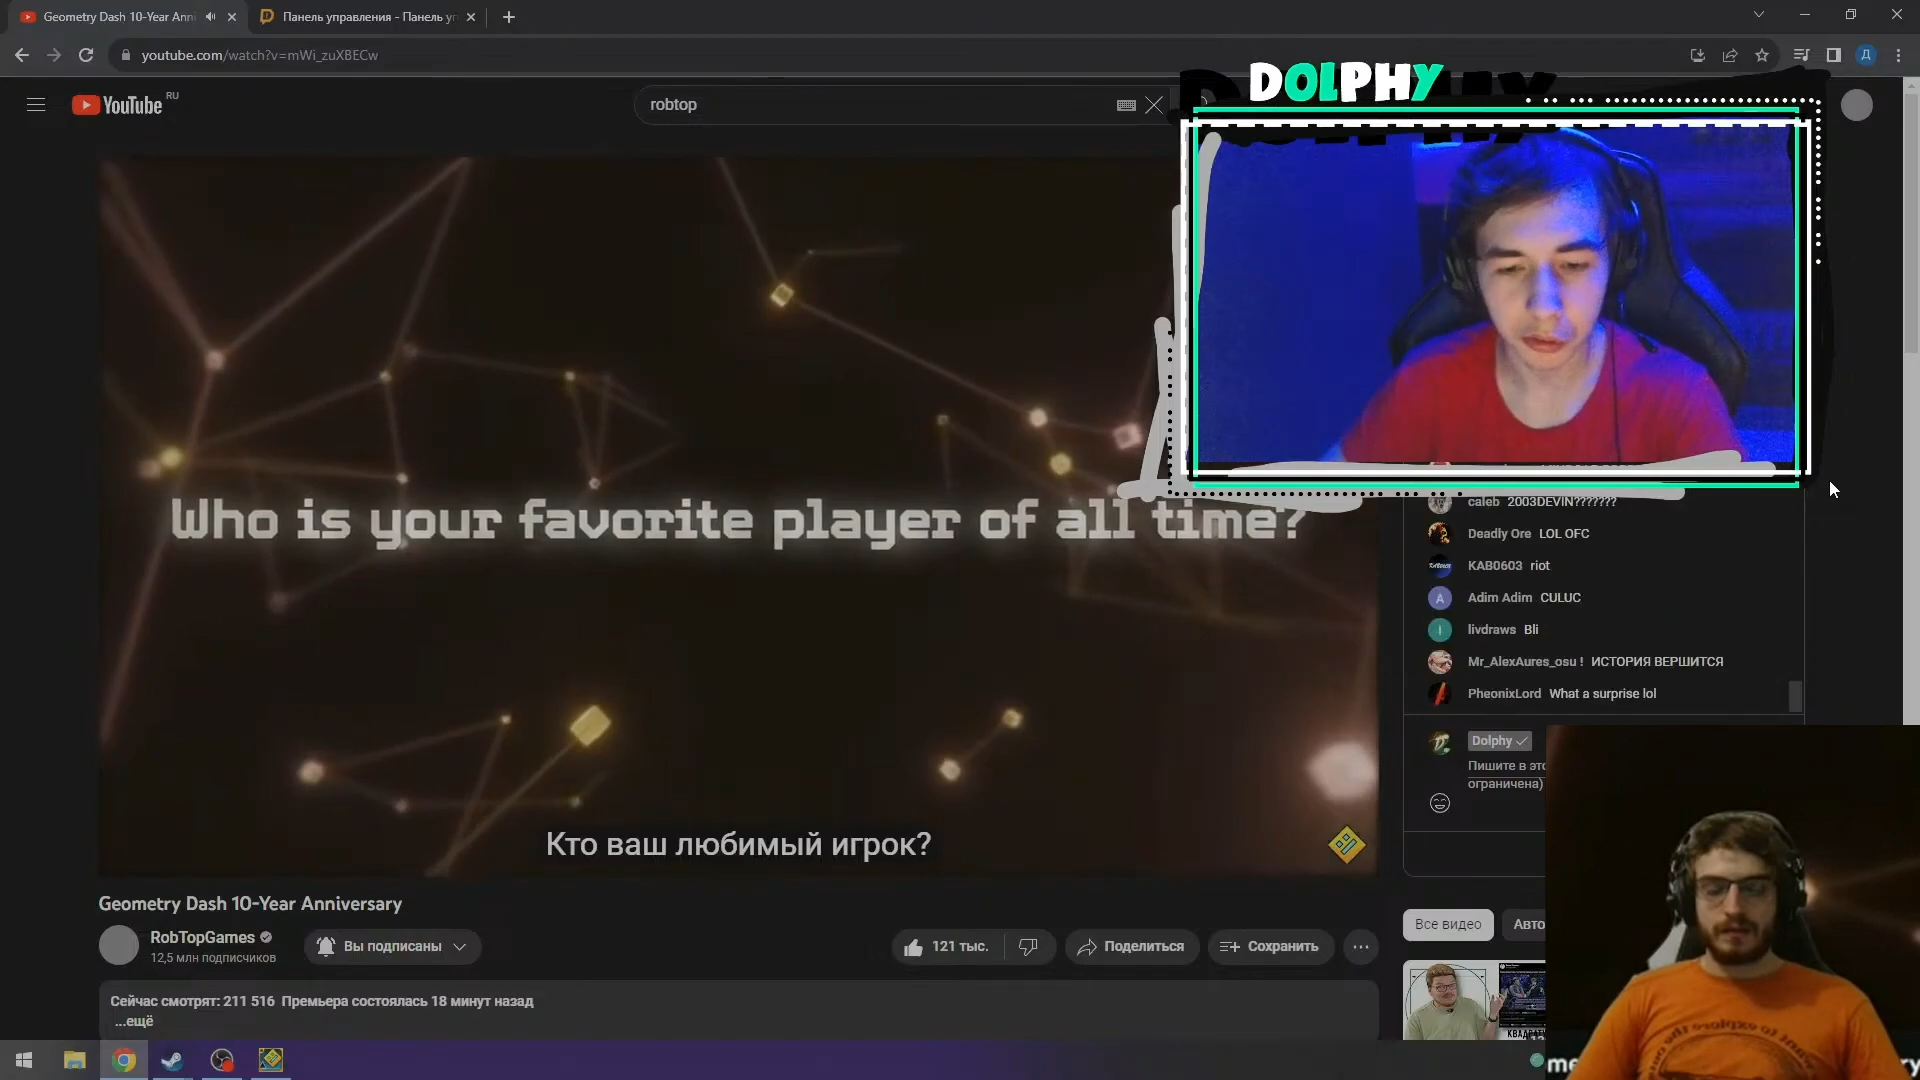 Geometry Dash 10-Year Anni
Панель управления - Панель уп
youtube.com/watch?v=mWi_zuXBECw
Д
YouTube RU
robtop
DOLPHY
Who is your favorite player of all time?
Кто ваш любимый игрок?
caleb 2003DEVIN???????
Deadly Ore LOL OFC
KAB0603 riot
A Adim Adim CULUC
livdraws Bli
Mr_AlexAures_osu ! ИСТОРИЯ ВЕРШИТСЯ
PheonixLord What a surprise lol
Dolphy
Пишите в это
ограничена)
Geometry Dash 10-Year Anniversary
RobTopGames
12,5 млн подписчиков
Вы подписаны
121 тыс.
Поделиться
Сохранить
Все видео
Авто
Сейчас смотрят: 211 516 Премьера состоялась 18 минут назад
...ещё